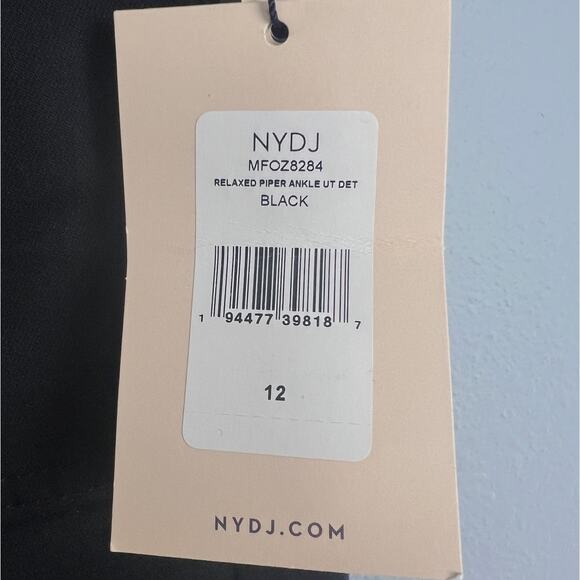 NYDJ
MFOZ8284
RELAXED PIPER ANKLE UT DET
BLACK
1 94477 39818 7
12
NYDJ.COM